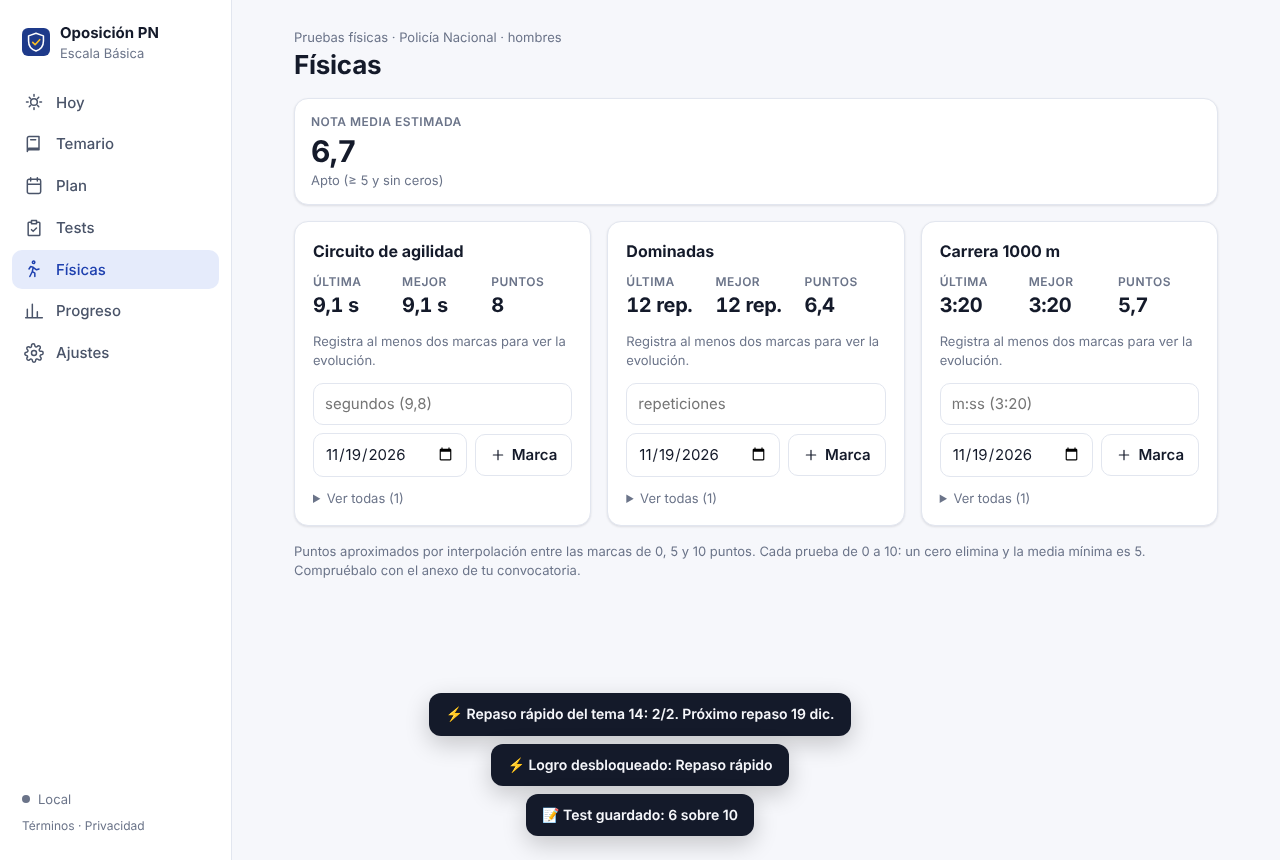 Oposición PN
Escala Básica
Hoy
Temario
Plan
Tests
Físicas
Progreso
Ajustes
Local
Términos · Privacidad
Pruebas físicas · Policía Nacional · hombres
Físicas
NOTA MEDIA ESTIMADA
6,7
Apto (≥ 5 y sin ceros)
Circuito de agilidad
ÚLTIMA MEJOR PUNTOS
9,1 s 9,1 s 8
Registra al menos dos marcas para ver la
evolución.
segundos (9,8)
11/19/2026 + Marca
Ver todas (1)
Dominadas
ÚLTIMA MEJOR PUNTOS
12 rep. 12 rep. 6,4
Registra al menos dos marcas para ver la
evolución.
repeticiones
11/19/2026 + Marca
Ver todas (1)
Carrera 1000 m
ÚLTIMA MEJOR PUNTOS
3:20 3:20 5,7
Registra al menos dos marcas para ver la
evolución.
m:ss (3:20)
11/19/2026 + Marca
Ver todas (1)
Puntos aproximados por interpolación entre las marcas de 0, 5 y 10 puntos. Cada prueba de 0 a 10: un cero elimina y la media mínima es 5.
Compruébalo con el anexo de tu convocatoria.
⚡ Repaso rápido del tema 14: 2/2. Próximo repaso 19 dic.
⚡ Logro desbloqueado: Repaso rápido
📝 Test guardado: 6 sobre 10